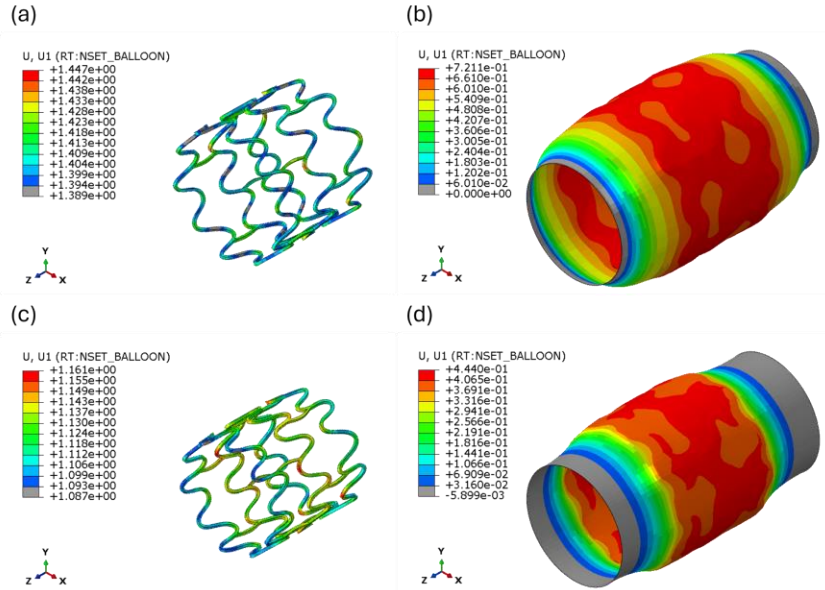 (a)
U, U1 (RT:NSET_BALLOON)
+1.447e+00
+1.442e+00
+1.438e+00
+1.433e+00
+1.428e+00
+1.423e+00
+1.418e+00
+1.413e+00
+1.409e+00
+1.404e+00
+1.399e+00
+1.394e+00
+1.389e+00
Y
Z
X
(b)
U, U1 (RT:NSET_BALLOON)
+7.211e-01
+6.610e-01
+6.010e-01
+5.409e-01
+4.808e-01
+4.207e-01
+3.606e-01
+3.005e-01
+2.404e-01
+1.803e-01
+1.202e-01
+6.010e-02
+0.000e+00
Y
Z
X
(c)
U, U1 (RT:NSET_BALLOON)
+1.161e+00
+1.155e+00
+1.149e+00
+1.143e+00
+1.137e+00
+1.130e+00
+1.124e+00
+1.118e+00
+1.112e+00
+1.106e+00
+1.099e+00
+1.093e+00
+1.087e+00
Y
Z
X
(d)
U, U1 (RT:NSET_BALLOON)
+4.440e-01
+4.065e-01
+3.691e-01
+3.316e-01
+2.941e-01
+2.566e-01
+2.191e-01
+1.816e-01
+1.441e-01
+1.066e-01
+6.909e-02
+3.160e-02
-5.899e-03
Y
Z
X